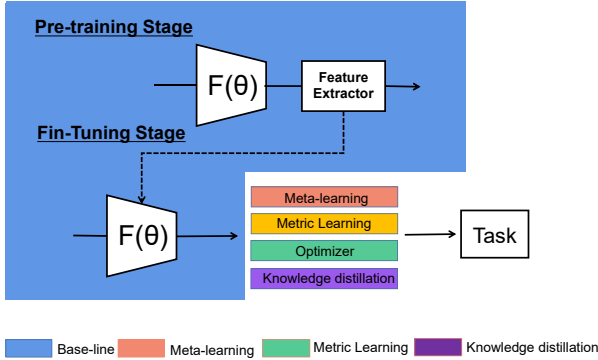 Pre-training Stage
F(θ)
Feature
Extractor
Fin-Tuning Stage
F(θ)
Meta-learning
Metric Learning
Optimizer
Knowledge distillation
Task
Base-line
Meta-learning
Metric Learning
Knowledge distillation